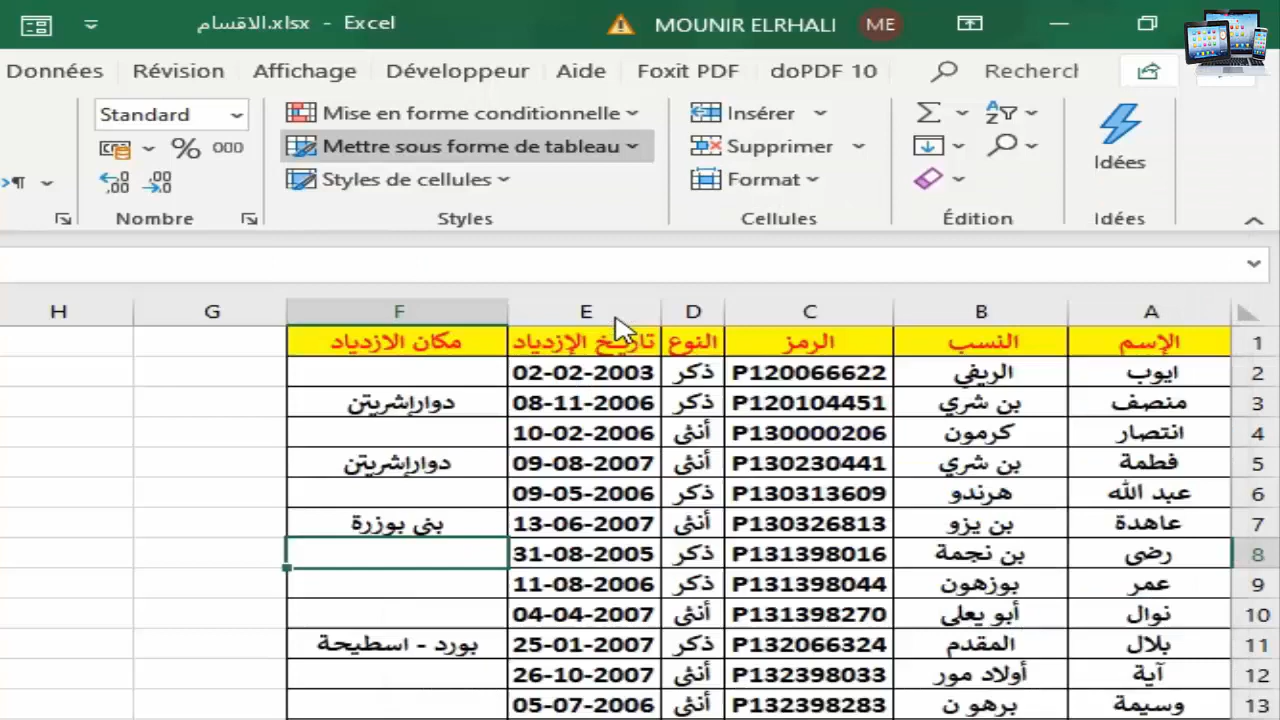 الاقسام.xlsx - Excel MOUNIR ELRHALI ME
Données Révision Affichage Développeur Aide Foxit PDF doPDF 10
Standard Mise en forme conditionnelle Insérer
% 000 Mettre sous forme de tableau Supprimer
Styles de cellules Format Idées
Nombre Styles Cellules Édition Idées
A B C D E F G H
1 الإسم النسب الرمز النوع تاريخ الإزدياد مكان الازدياد
2 ايوب الريفي P120066622 ذكر 02-02-2003
3 منصف بن شري P120104451 ذكر 08-11-2006 دوارإشريتن
4 انتصار كرمون P130000206 أنثى 10-02-2006
5 فطمة بن شري P130230441 أنثى 09-08-2007 دوارإشريتن
6 عبد الله هرندو P130313609 ذكر 09-05-2006
7 عاهدة بن يزو P130326813 أنثى 13-06-2007 بني بوزرة
8 رضى بن نجمة P131398016 ذكر 31-08-2005
9 عمر بوزهون P131398044 ذكر 11-08-2006
10 نوال أبو يعلى P131398270 أنثى 04-04-2007
11 بلال المقدم P132066324 ذكر 25-01-2007 بورد - اسطيحة
12 آية أولاد مور P132398033 أنثى 26-10-2007
13 وسيمة برهو ن P132398283 أنثى 05-07-2006